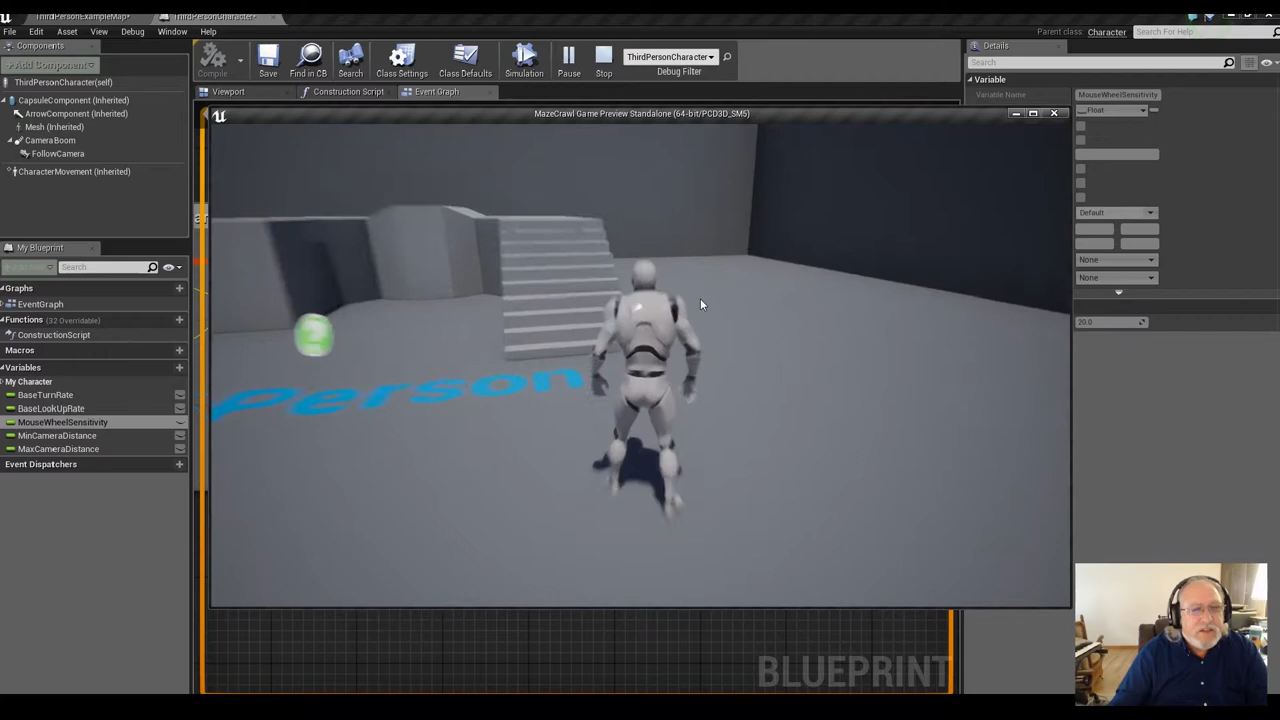 ThirdPersonExampleMap*
ThirdPersonCharacter*
File Edit Asset View Debug Window Help
Parent class: Character
Search For Help
Components
Add Component
ThirdPersonCharacter(self)
CapsuleComponent (Inherited)
ArrowComponent (Inherited)
Mesh (Inherited)
CameraBoom
FollowCamera
CharacterMovement (Inherited)
Compile Save Find in CB Search Class Settings Class Defaults Simulation Pause Stop
ThirdPersonCharacter
Debug Filter
Viewport Construction Script Event Graph
MazeCrawl Game Preview Standalone (64-bit/PCD3D_SM5)
Person
My Blueprint
Search
Graphs
EventGraph
Functions (32 Overridable)
ConstructionScript
Macros
Variables
My Character
BaseTurnRate
BaseLookUpRate
MouseWheelSensitivity
MinCameraDistance
MaxCameraDistance
Event Dispatchers
BLUEPRINT
Details
Search
Variable
Variable Name MouseWheelSensitivity
Float
Default
None
None
20.0